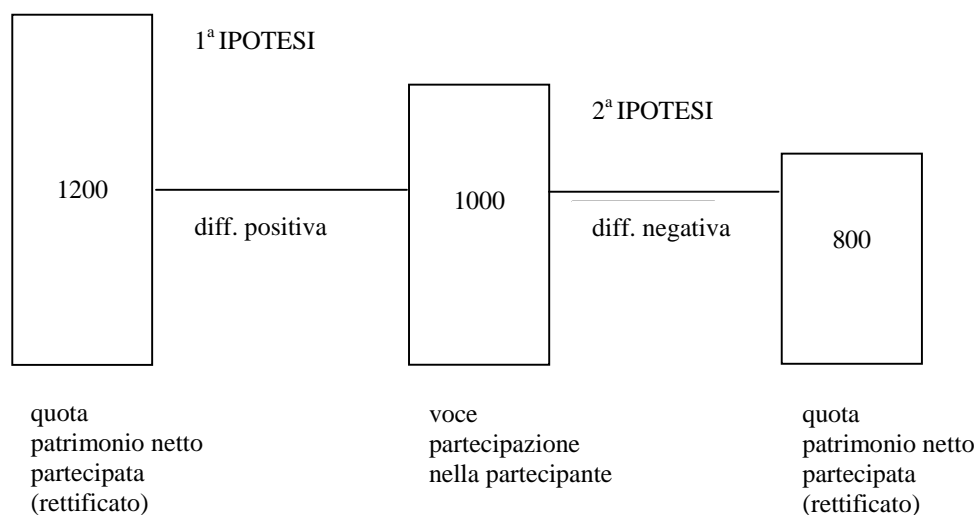 1ª IPOTESI
2ª IPOTESI
1200
1000
800
diff. positiva
diff. negativa
quota
patrimonio netto
partecipata
(rettificato)
voce
partecipazione
nella partecipante
quota
patrimonio netto
partecipata
(rettificato)